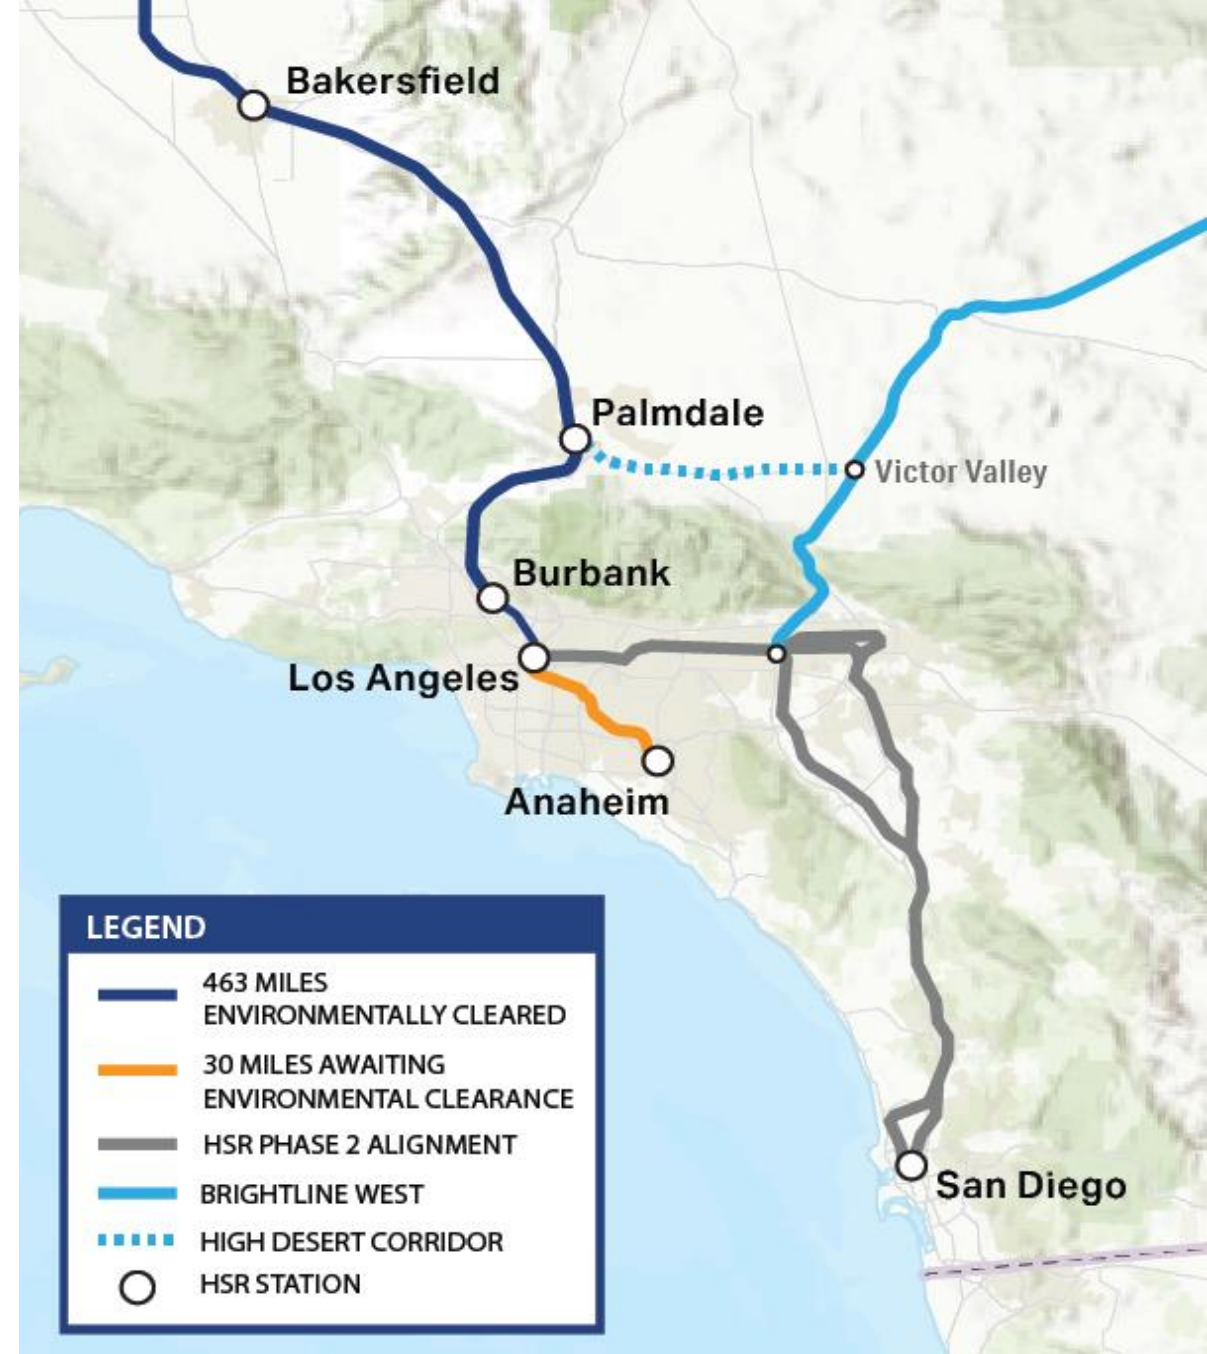 Bakersfield
Palmdale
Victor Valley
Burbank
Los Angeles
Anaheim
San Diego
LEGEND
463 MILES
ENVIRONMENTALLY CLEARED
30 MILES AWAITING
ENVIRONMENTAL CLEARANCE
HSR PHASE 2 ALIGNMENT
BRIGHTLINE WEST
HIGH DESERT CORRIDOR
HSR STATION